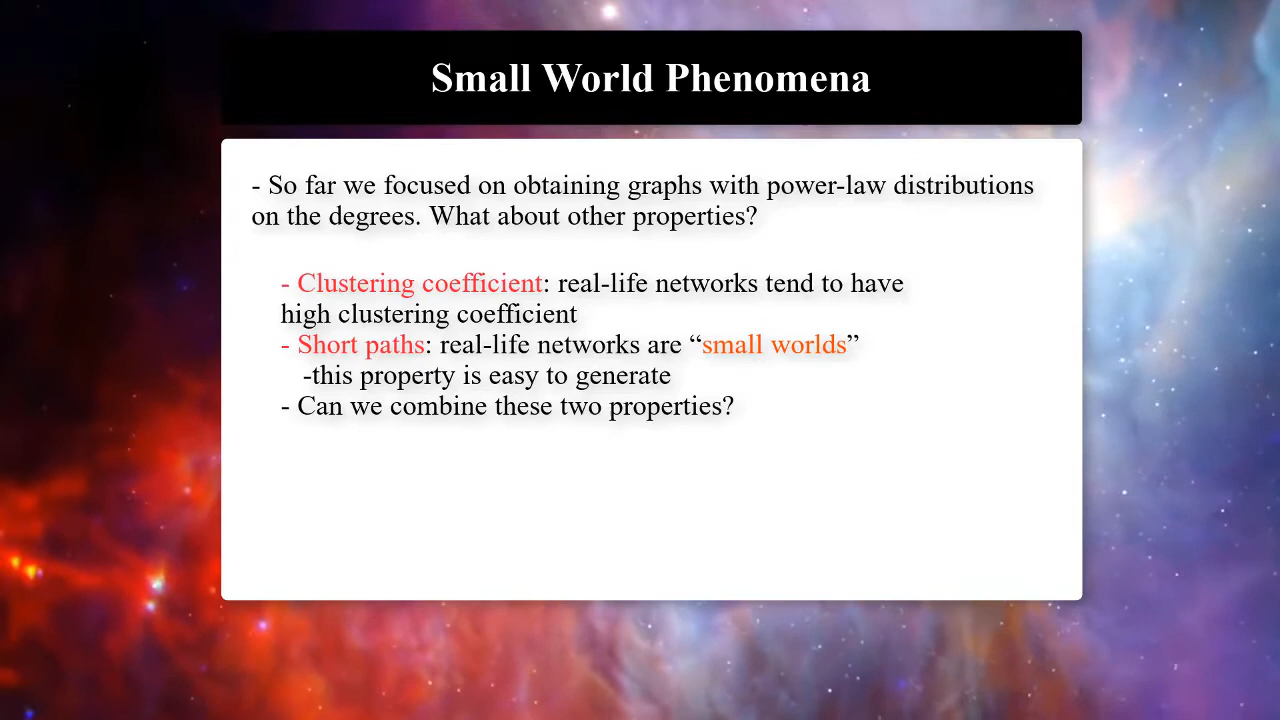 Small World Phenomena
- So far we focused on obtaining graphs with power-law distributions
on the degrees. What about other properties?
- Clustering coefficient: real-life networks tend to have
high clustering coefficient
- Short paths: real-life networks are “small worlds”
-this property is easy to generate
- Can we combine these two properties?